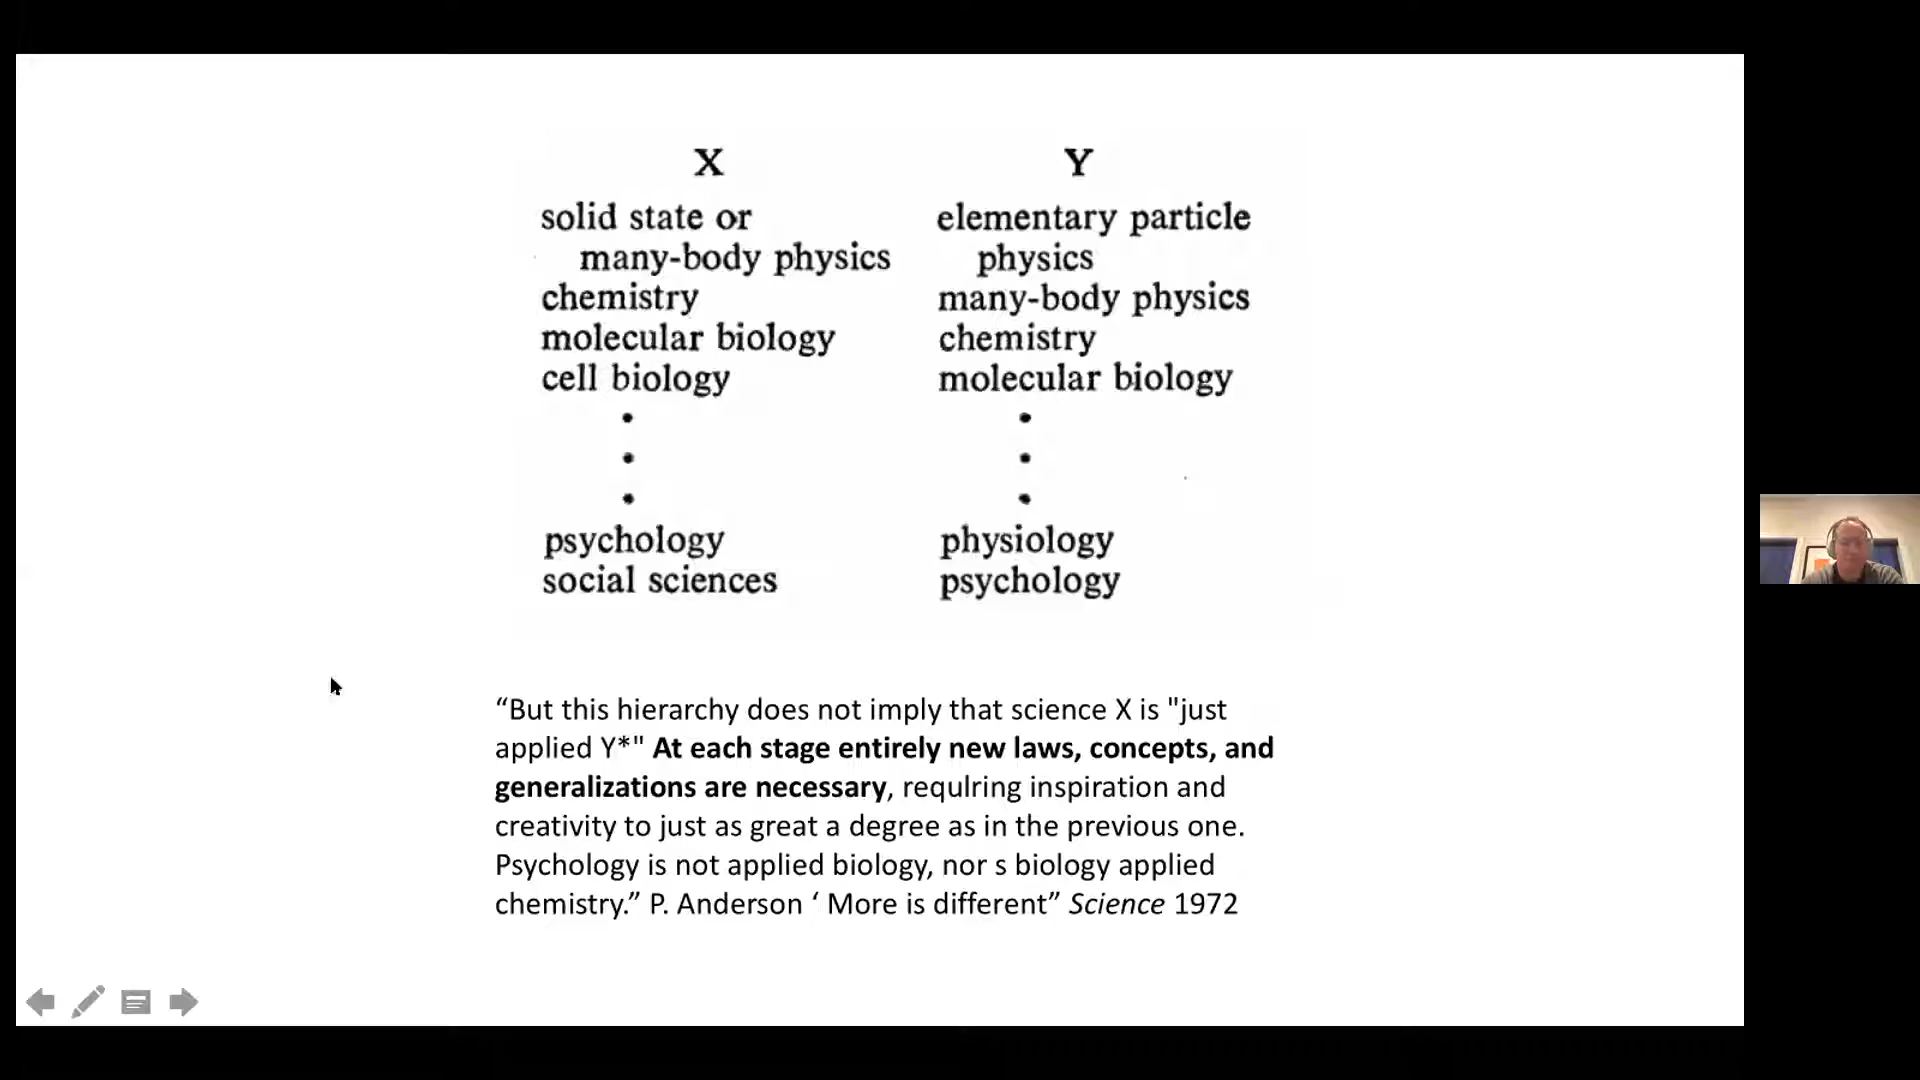 X Y
solid state or elementary particle
many-body physics physics
chemistry many-body physics
molecular biology chemistry
cell biology molecular biology
psychology physiology
social sciences psychology
“But this hierarchy does not imply that science X is "just
applied Y*" At each stage entirely new laws, concepts, and
generalizations are necessary, requlring inspiration and
creativity to just as great a degree as in the previous one.
Psychology is not applied biology, nor s biology applied
chemistry.” P. Anderson ‘ More is different” Science 1972